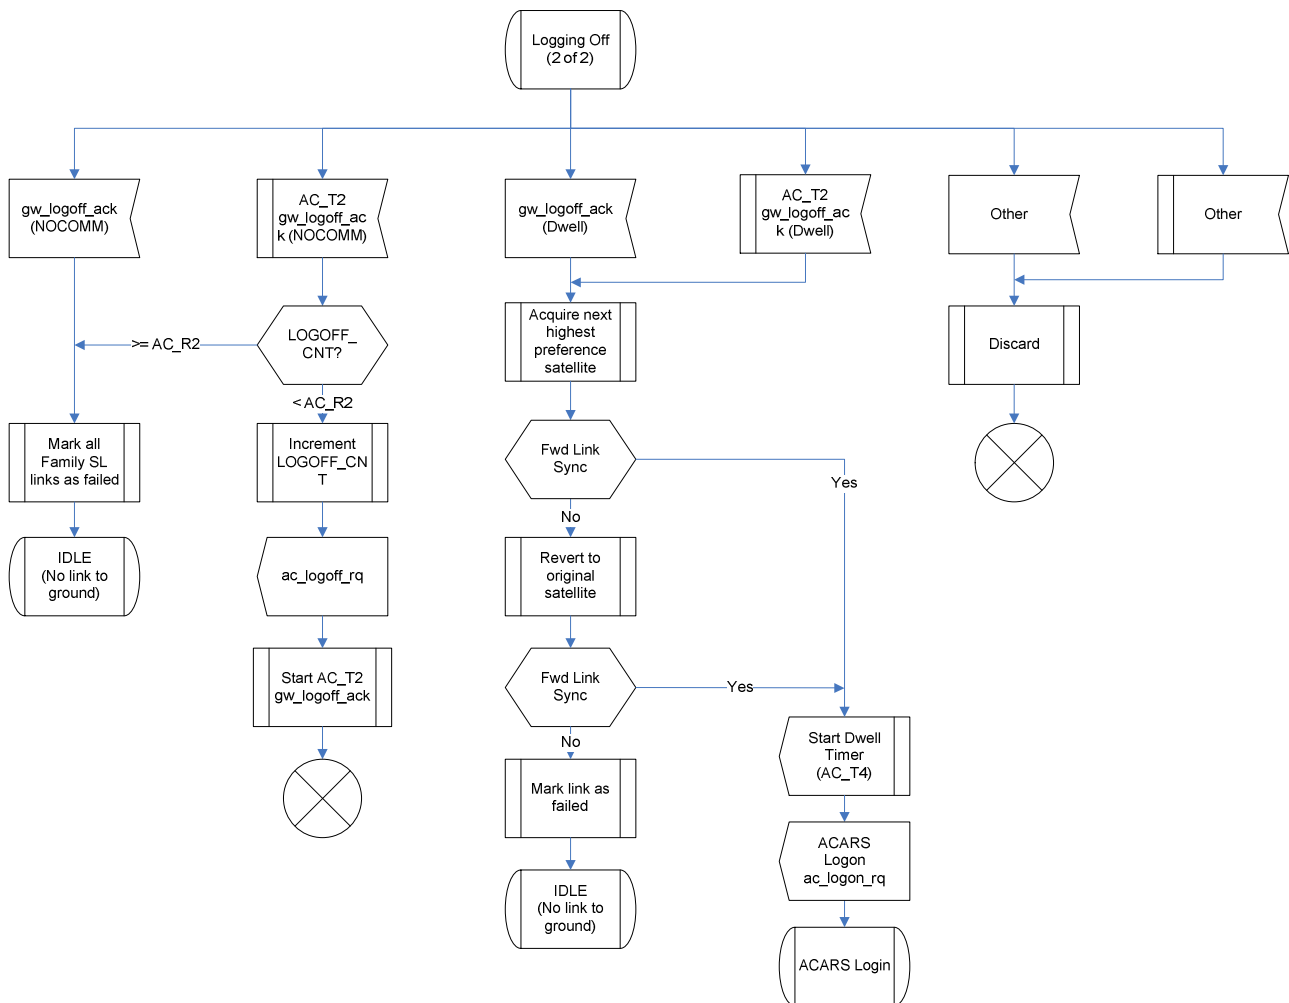 Logging Off
(2 of 2)
gw_logoff_ack
(NOCOMM)
AC_T2
gw_logoff_ac
k (NOCOMM)
gw_logoff_ack
(Dwell)
AC_T2
gw_logoff_ac
k (Dwell)
Other
Other
LOGOFF_
CNT?
>= AC_R2
< AC_R2
Acquire next
highest
preference
satellite
Discard
Mark all
Family SL
links as failed
Increment
LOGOFF_CN
T
Fwd Link
Sync
Yes
No
IDLE
(No link to
ground)
ac_logoff_rq
Revert to
original
satellite
Start AC_T2
gw_logoff_ack
Fwd Link
Sync
Yes
No
Start Dwell
Timer
(AC_T4)
Mark link as
failed
ACARS
Logon
ac_logon_rq
IDLE
(No link to
ground)
ACARS Login